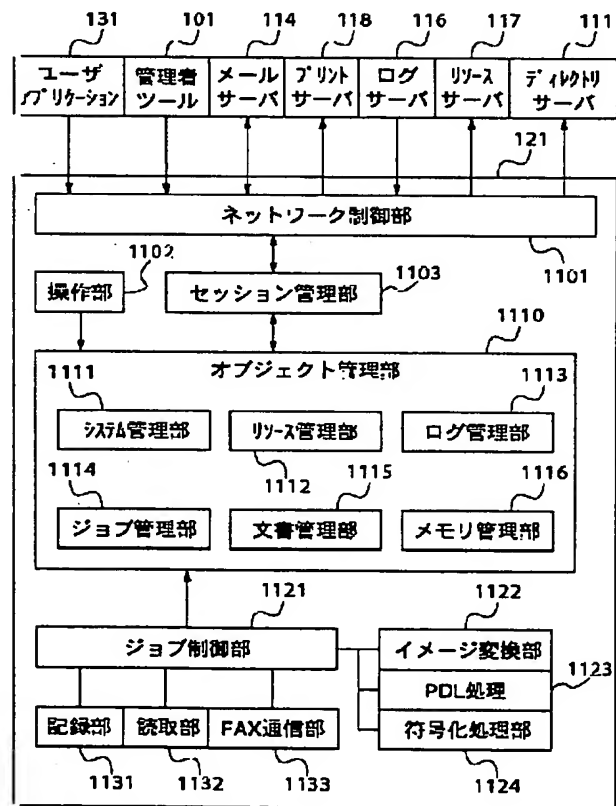 131 101 114 118 116 117 111
ユーザ 管理者 メール プリント ログ リソース ディレクトリ
アプリケーション ツール サーバ サーバ サーバ サーバ サーバ
121
ネットワーク制御部
1102
1101
操作部 セッション管理部
1103
1110
オブジェクト管理部
1111 1113
システム管理部 リソース管理部 ログ管理部
1114 1112 1115 1116
ジョブ管理部 文書管理部 メモリ管理部
1121 1122
ジョブ制御部 イメージ変換部
1123
PDL処理
記録部 読取部 FAX通信部 符号化処理部
1131 1132 1133 1124